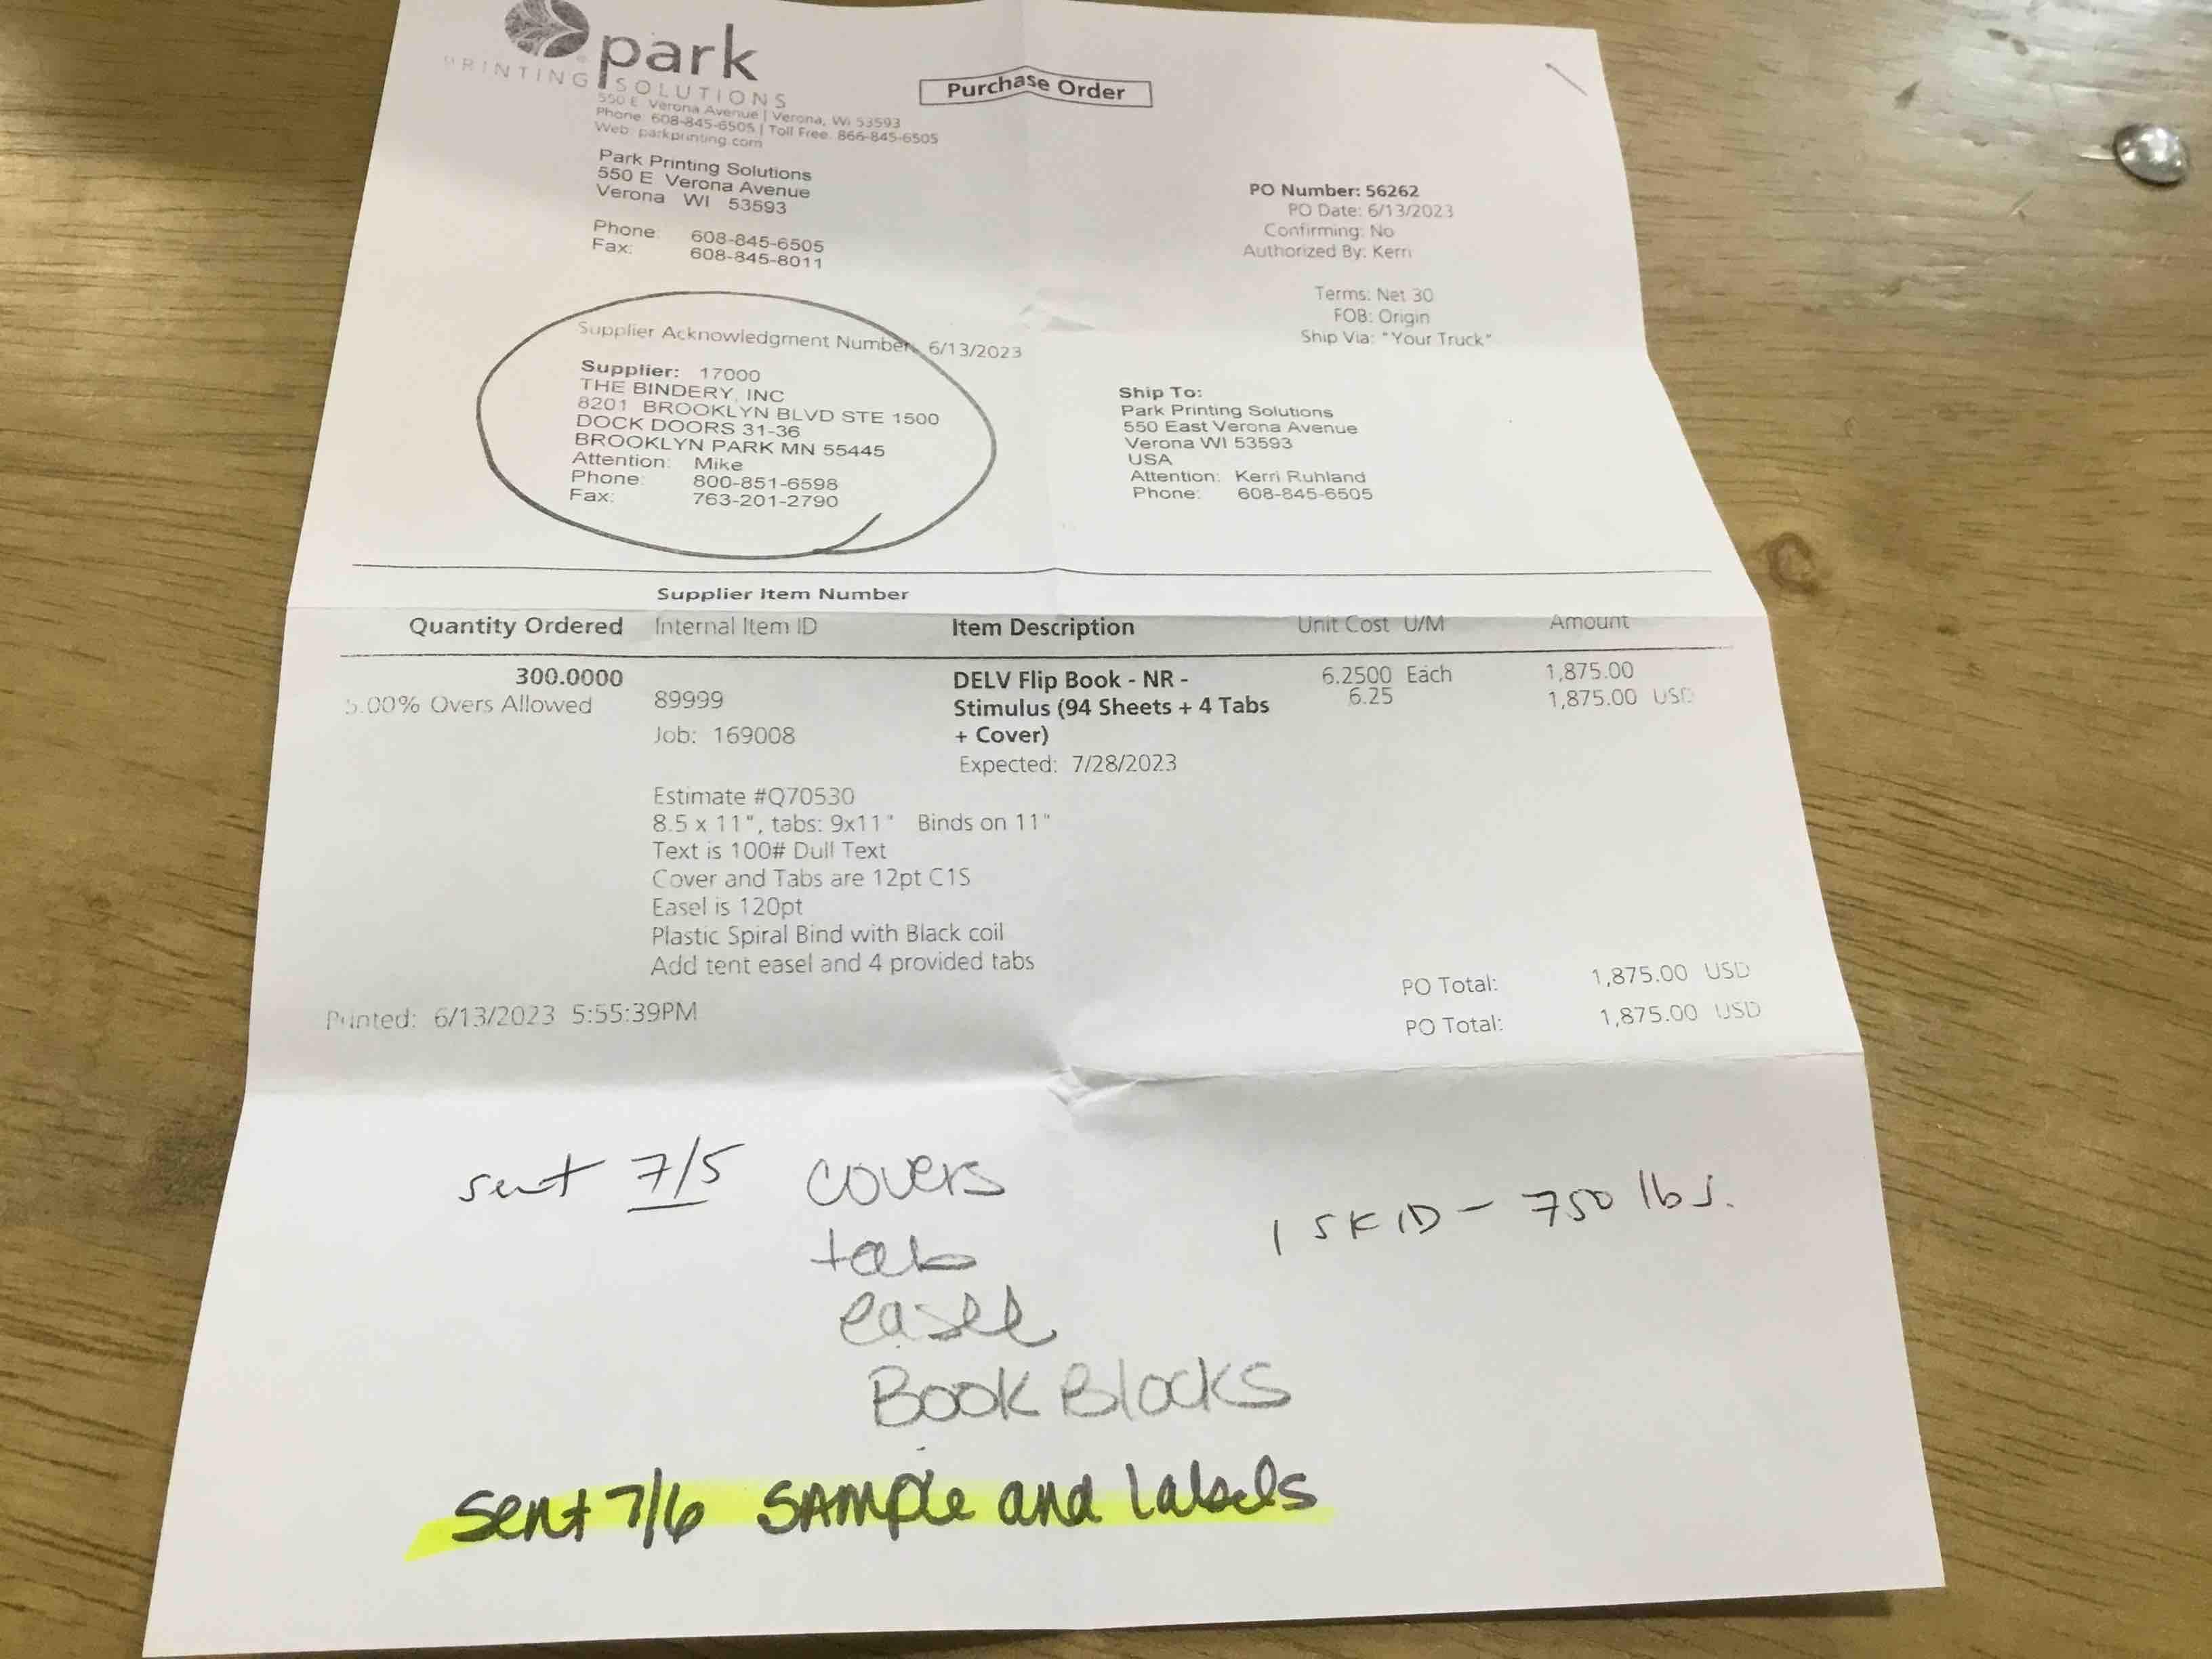 park
PRINTING SOLUTIONS
550 E. Verona Avenue | Verona, WI 53593
Phone: 608-845-6505 | Toll Free: 866-845-6505
Web: parkprinting.com
Purchase Order
Park Printing Solutions
550 E Verona Avenue
Verona WI 53593
Phone: 608-845-6505
Fax: 608-845-8011
PO Number: 56262
PO Date: 6/13/2023
Confirming: No
Authorized By: Kerri
Terms: Net 30
FOB: Origin
Ship Via: "Your Truck"
Supplier Acknowledgment Number: 6/13/2023
Supplier: 17000
THE BINDERY, INC
8201 BROOKLYN BLVD STE 1500
DOCK DOORS 31-36
BROOKLYN PARK MN 55445
Attention: Mike
Phone: 800-851-6598
Fax: 763-201-2790
Ship To:
Park Printing Solutions
550 East Verona Avenue
Verona WI 53593
USA
Attention: Kerri Ruhland
Phone: 608-845-6505
Supplier Item Number
Quantity Ordered Internal Item ID Item Description Unit Cost U/M Amount
300.0000 DELV Flip Book - NR - 6.2500 Each 1,875.00
5.00% Overs Allowed 89999 Stimulus (94 Sheets + 4 Tabs 6.25 1,875.00 USD
Job: 169008 + Cover)
Expected: 7/28/2023
Estimate #Q70530
8.5 x 11", tabs: 9x11" Binds on 11"
Text is 100# Dull Text
Cover and Tabs are 12pt C1S
Easel is 120pt
Plastic Spiral Bind with Black coil
Add tent easel and 4 provided tabs
PO Total: 1,875.00 USD
Printed: 6/13/2023 5:55:39PM
PO Total: 1,875.00 USD
sent 7/5 covers
tab
easel
Book Blocks
1 SKID - 750 lbs.
Sent 7/6 SAMPle and Labels